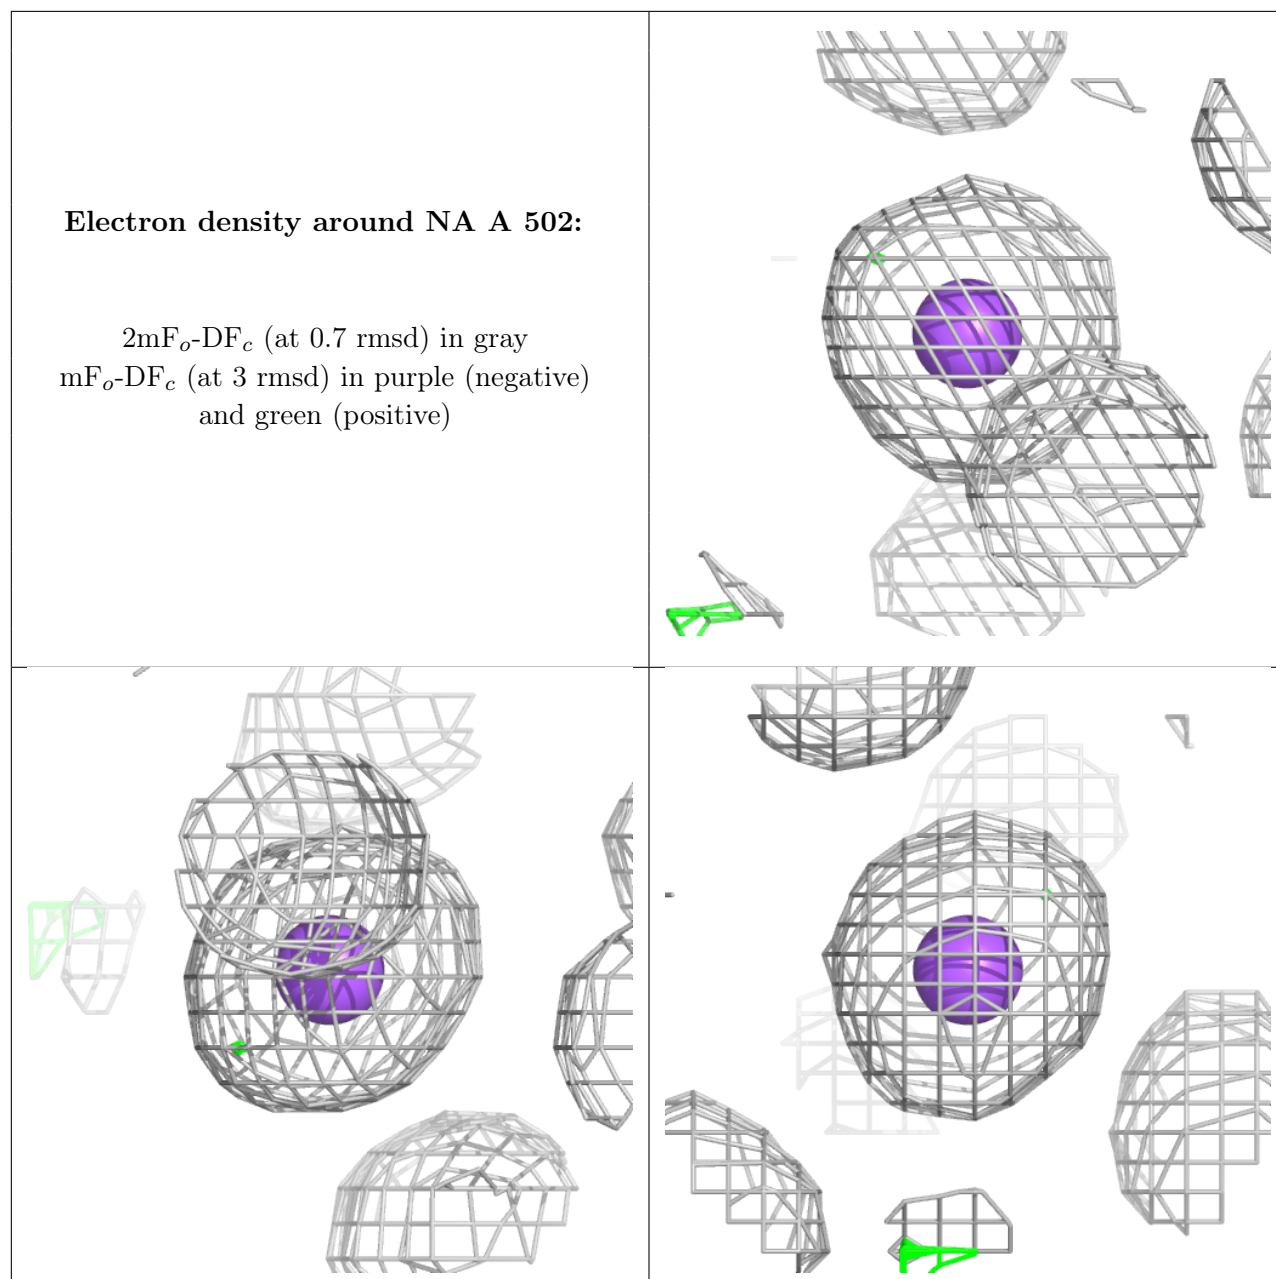 Electron density around NA A 502:
2mFₒ-DF𝑐 (at 0.7 rmsd) in gray
mFₒ-DF𝑐 (at 3 rmsd) in purple (negative)
and green (positive)